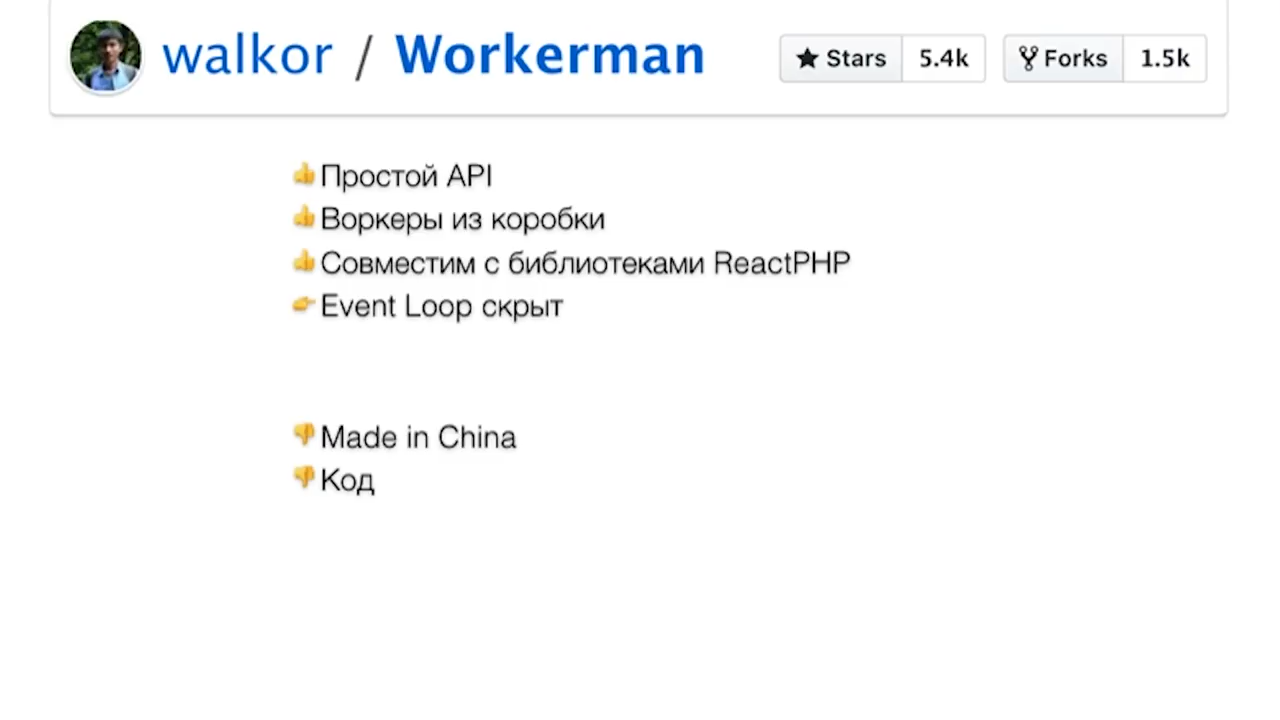 walkor / Workerman ★ Stars 5.4k Forks 1.5k
👍Простой API
👍Воркеры из коробки
👍Совместим с библиотеками ReactPHP
👉Event Loop скрыт
👎Made in China
👎Код